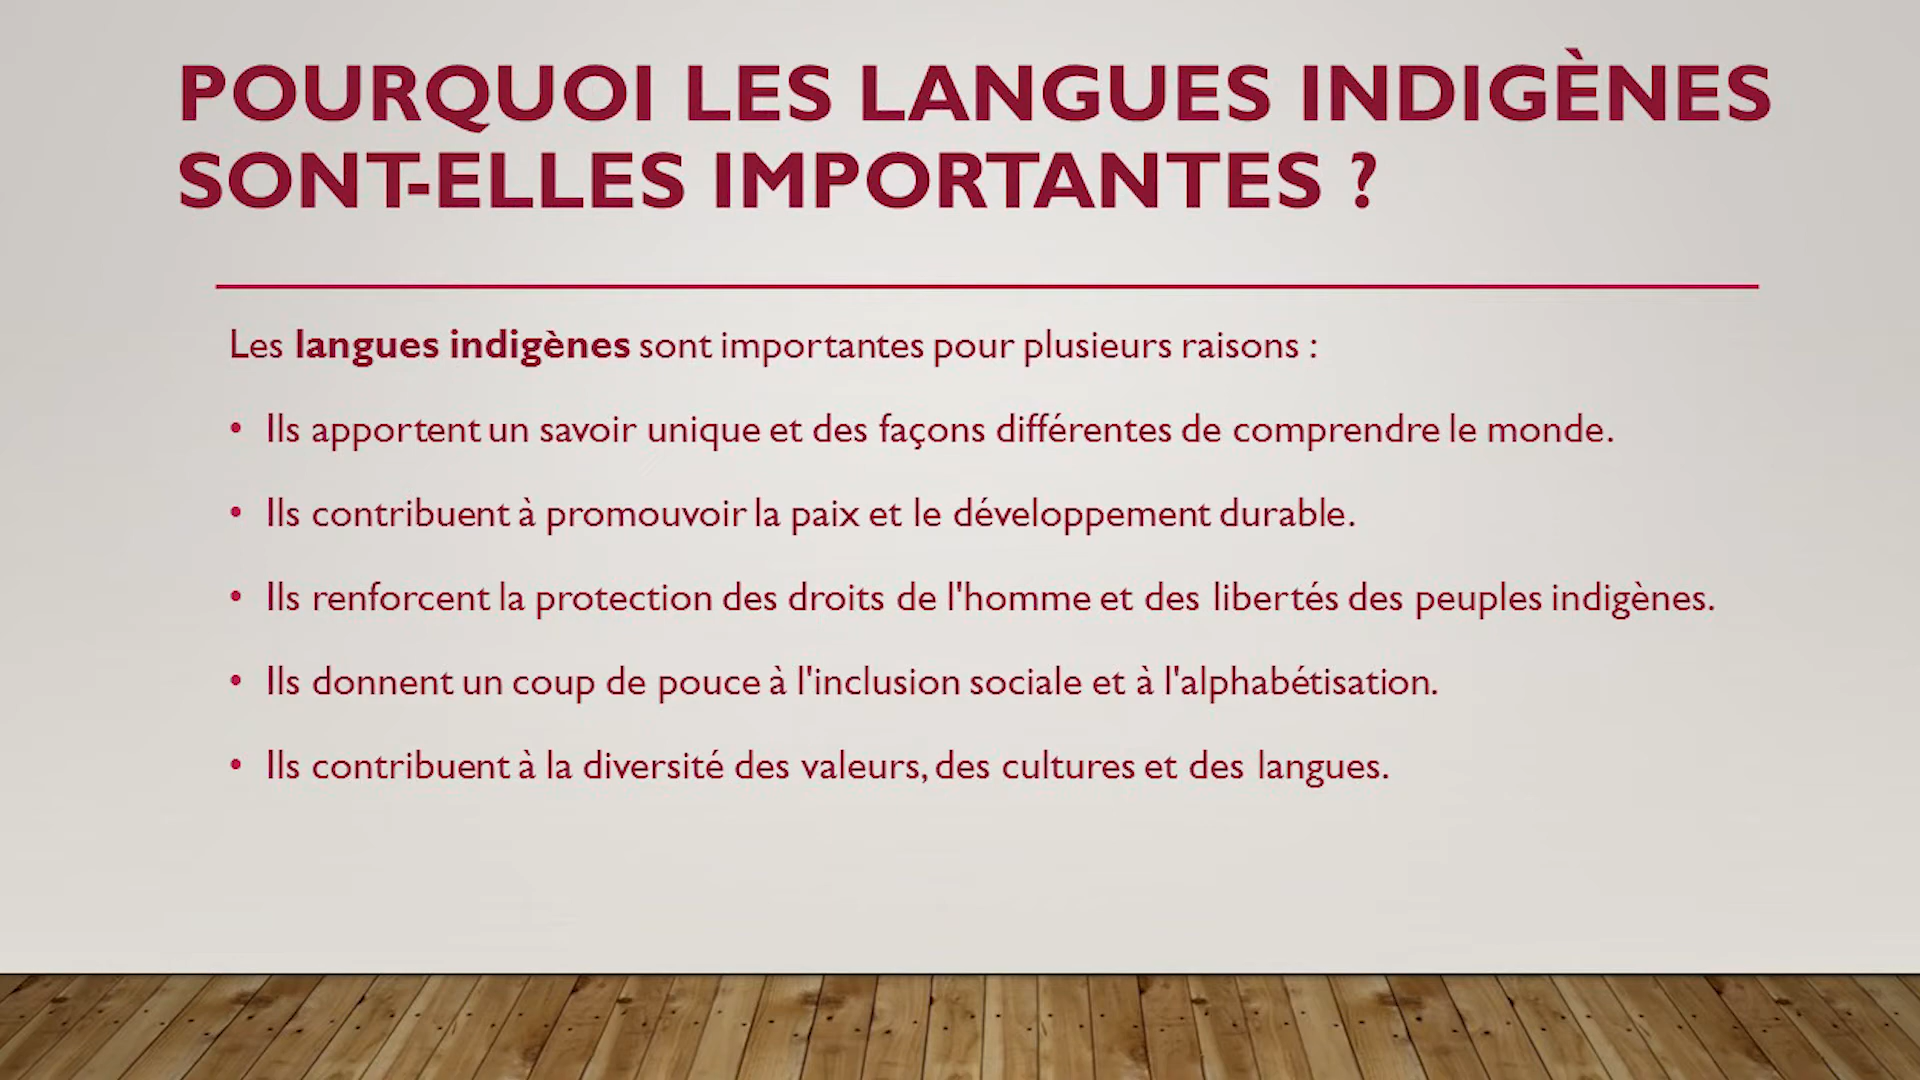 POURQUOI LES LANGUES INDIGÈNES
SONT-ELLES IMPORTANTES ?
Les langues indigènes sont importantes pour plusieurs raisons :
• Ils apportent un savoir unique et des façons différentes de comprendre le monde.
• Ils contribuent à promouvoir la paix et le développement durable.
• Ils renforcent la protection des droits de l'homme et des libertés des peuples indigènes.
• Ils donnent un coup de pouce à l'inclusion sociale et à l'alphabétisation.
• Ils contribuent à la diversité des valeurs, des cultures et des langues.